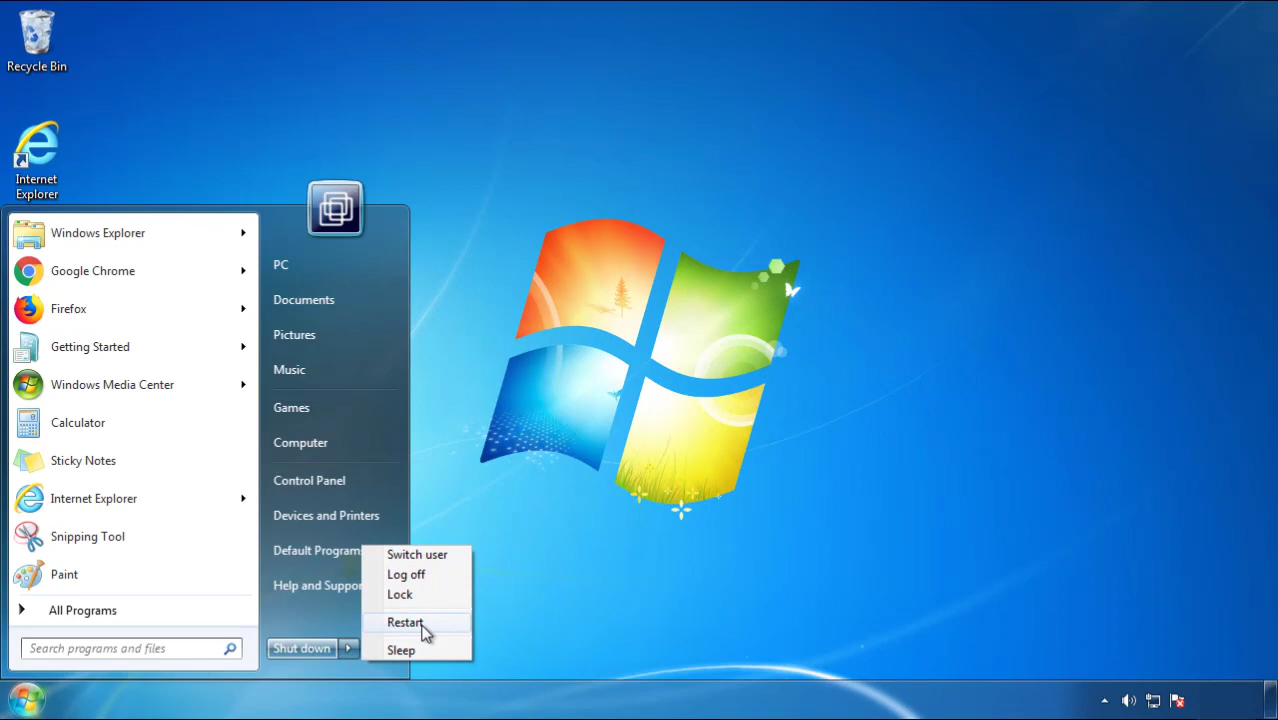 Recycle Bin
Internet
Explorer
Windows Explorer
Google Chrome
Firefox
Getting Started
Windows Media Center
Calculator
Sticky Notes
Internet Explorer
Snipping Tool
Paint
All Programs
Search programs and files
PC
Documents
Pictures
Music
Games
Computer
Control Panel
Devices and Printers
Default Program
Help and Suppor
Shut down
Switch user
Log off
Lock
Restart
Sleep